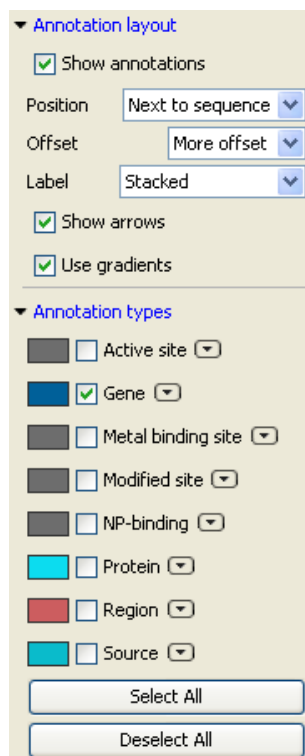 Annotation layout
Show annotations
Position Next to sequence
Offset More offset
Label Stacked
Show arrows
Use gradients
Annotation types
Active site
Gene
Metal binding site
Modified site
NP-binding
Protein
Region
Source
Select All
Deselect All